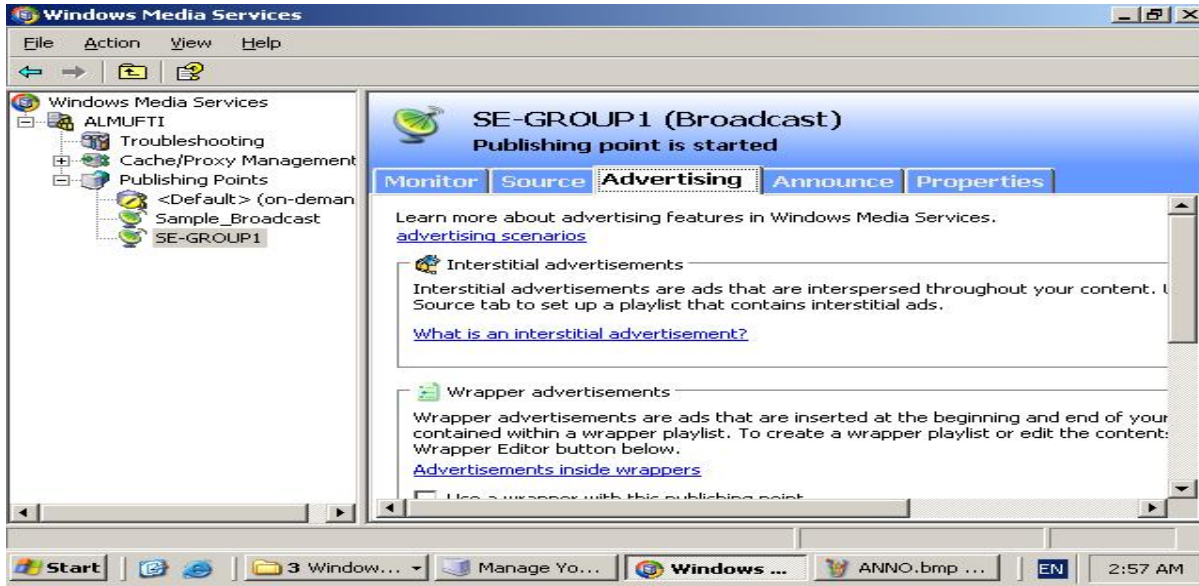 Windows Media Services
File Action View Help
Windows Media Services
ALMUFTI
Troubleshooting
Cache/Proxy Management
Publishing Points
<Default> (on-deman
Sample_Broadcast
SE-GROUP1
SE-GROUP1 (Broadcast)
Publishing point is started
Monitor Source Advertising Announce Properties
Learn more about advertising features in Windows Media Services.
advertising scenarios
Interstitial advertisements
Interstitial advertisements are ads that are interspersed throughout your content.
Source tab to set up a playlist that contains interstitial ads.
What is an interstitial advertisement?
Wrapper advertisements
Wrapper advertisements are ads that are inserted at the beginning and end of your
contained within a wrapper playlist. To create a wrapper playlist or edit the content
Wrapper Editor button below.
Advertisements inside wrappers
Use a wrapper with this publishing point
Start 3 Window... Manage Yo... Windows ... ANNO.bmp ... EN 2:57 AM